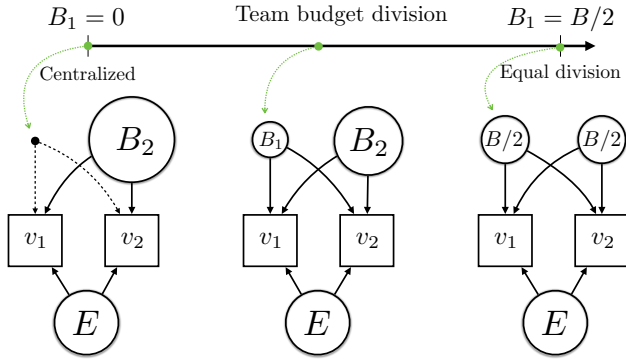 B₁ = 0 Team budget division B₁ = B/2
Centralized Equal division
B₂ B₁ B₂ B/2 B/2
v₁ v₂ v₁ v₂ v₁ v₂
E E E